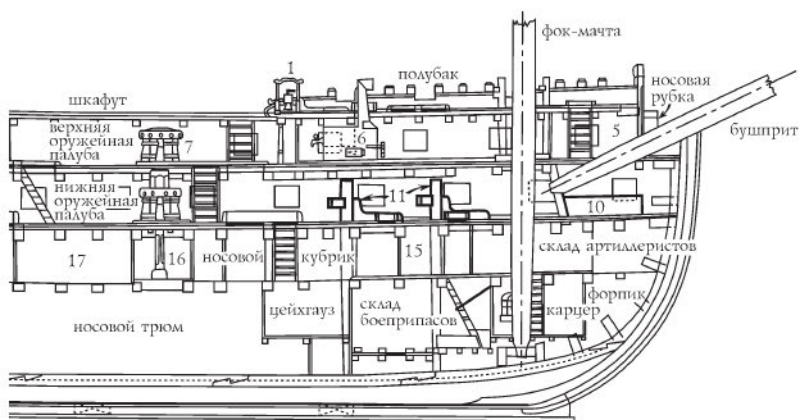 фок-мачта
1
полубак
носовая
рубка
шкафут
бушприт
верхняя
оружейная
палуба
7
6
5
нижняя
оружейная
палуба
11
10
17
16
носовой
кубрик
15
склад артиллеристов
цейхгауз
склад
боеприпасов
карцер
форпик
носовой трюм